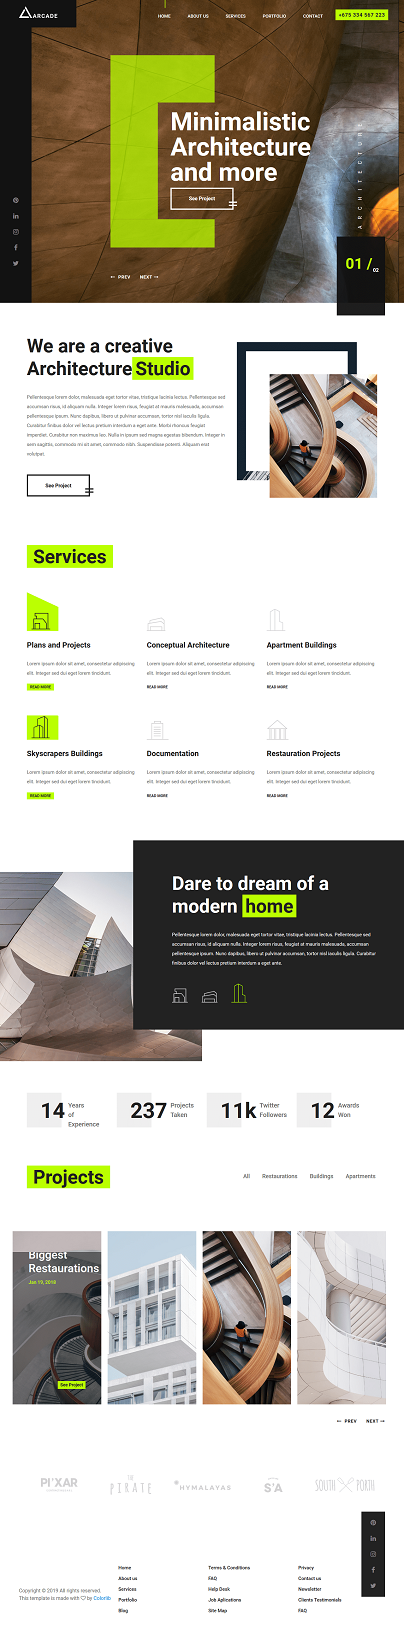 ARCADE
HOME ABOUT US SERVICES PORTFOLIO CONTACT +675 334 567 223
Minimalistic
Architecture
and more
See Project
ARCHITECTURE
01 / 02
PREV NEXT
We are a creative
Architecture Studio
Pellentesque lorem dolor, malesuada eget tortor vitae, tristique lacinia lectus. Pellentesque sed
accumsan risus, id aliquam nulla. Integer lorem risus, feugiat at mauris malesuada, accumsan
pellentesque ipsum. Nunc dapibus, libero ut pulvinar accumsan, tortor nisl iaculis ligula.
Curabitur finibus dolor vel lectus pretium interdum a eget ante. Morbi rhoncus feugiat
imperdiet. Curabitur non maximus leo. Nulla in ipsum sed magna egestas bibendum. Integer in
sem sagittis, commodo mi sit amet, commodo nibh. Suspendisse potenti. Aliquam erat
volutpat.
See Project
Services
Plans and Projects
Lorem ipsum dolor sit amet, consectetur adipiscing
elit. Integer sed dui eget lorem tincidunt.
READ MORE
Conceptual Architecture
Lorem ipsum dolor sit amet, consectetur adipiscing
elit. Integer sed dui eget lorem tincidunt.
READ MORE
Apartment Buildings
Lorem ipsum dolor sit amet, consectetur adipiscing
elit. Integer sed dui eget lorem tincidunt.
READ MORE
Skyscrapers Buildings
Lorem ipsum dolor sit amet, consectetur adipiscing
elit. Integer sed dui eget lorem tincidunt.
READ MORE
Documentation
Lorem ipsum dolor sit amet, consectetur adipiscing
elit. Integer sed dui eget lorem tincidunt.
READ MORE
Restauration Projects
Lorem ipsum dolor sit amet, consectetur adipiscing
elit. Integer sed dui eget lorem tincidunt.
READ MORE
Dare to dream of a
modern home
Pellentesque lorem dolor, malesuada eget tortor vitae, tristique lacinia lectus. Pellentesque sed
accumsan risus, id aliquam nulla. Integer lorem risus, feugiat at mauris malesuada, accumsan
pellentesque ipsum. Nunc dapibus, libero ut pulvinar accumsan, tortor nisl iaculis ligula. Curabitur
finibus dolor vel lectus pretium interdum a eget ante.
14 Years
of
Experience
237 Projects
Taken
11k Twitter
Followers
12 Awards
Won
Projects
All Restaurations Buildings Apartments
Biggest
Restaurations
Jan 19, 2018
See Project
PREV NEXT
PI'XAR
THE
PIRATE
HYMALAYAS
S'A
SOUTH PORTH
Home
About us
Services
Portfolio
Blog
Terms & Conditions
FAQ
Help Desk
Job Aplications
Site Map
Privacy
Contact us
Newsletter
Clients Testimonials
FAQ
Copyright © 2019 All rights reserved.
This template is made with by Colorlib